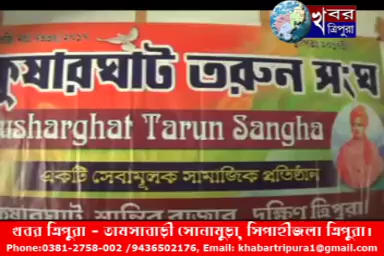 খবর
ত্রিপুরা
কুষারঘাট তরুন সংঘ
usharghat Tarun Sangha
একটি সেবামূলক সামাজিক প্রতিষ্ঠান
দক্ষিণ ত্রিপুরা
খবর ত্রিপুরা - তামসাবাড়ী সোনামুড়া, সিপাহীজলা ত্রিপুরা।
Phone:0381-2758-002 /9436502176, Email: khabartripura1@gmail.com